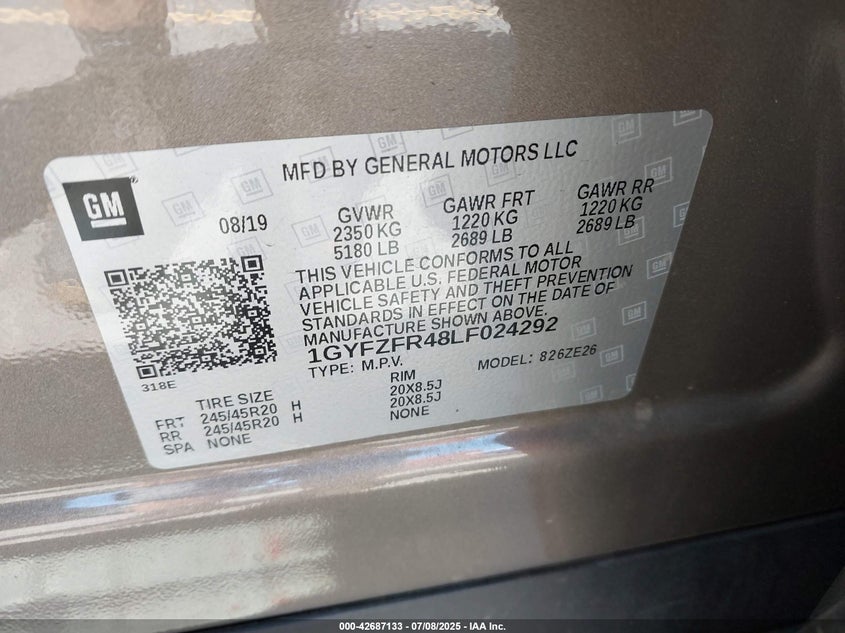 MFD BY GENERAL MOTORS LLC
GM
08/19
GVWR
2350 KG
5180 LB
GAWR FRT
1220 KG
2689 LB
GAWR RR
1220 KG
2689 LB
THIS VEHICLE CONFORMS TO ALL
APPLICABLE U.S. FEDERAL MOTOR
VEHICLE SAFETY AND THEFT PREVENTION
STANDARDS IN EFFECT ON THE DATE OF
MANUFACTURE SHOWN ABOVE.
1GYFZFR48LF024292
TYPE: M.P.V.
MODEL: 826ZE26
318E
TIRE SIZE
RIM
FRT 245/45R20 H 20X8.5J
RR 245/45R20 H 20X8.5J
SPA NONE NONE
000-42687133 - 07/08/2025 - IAA Inc.